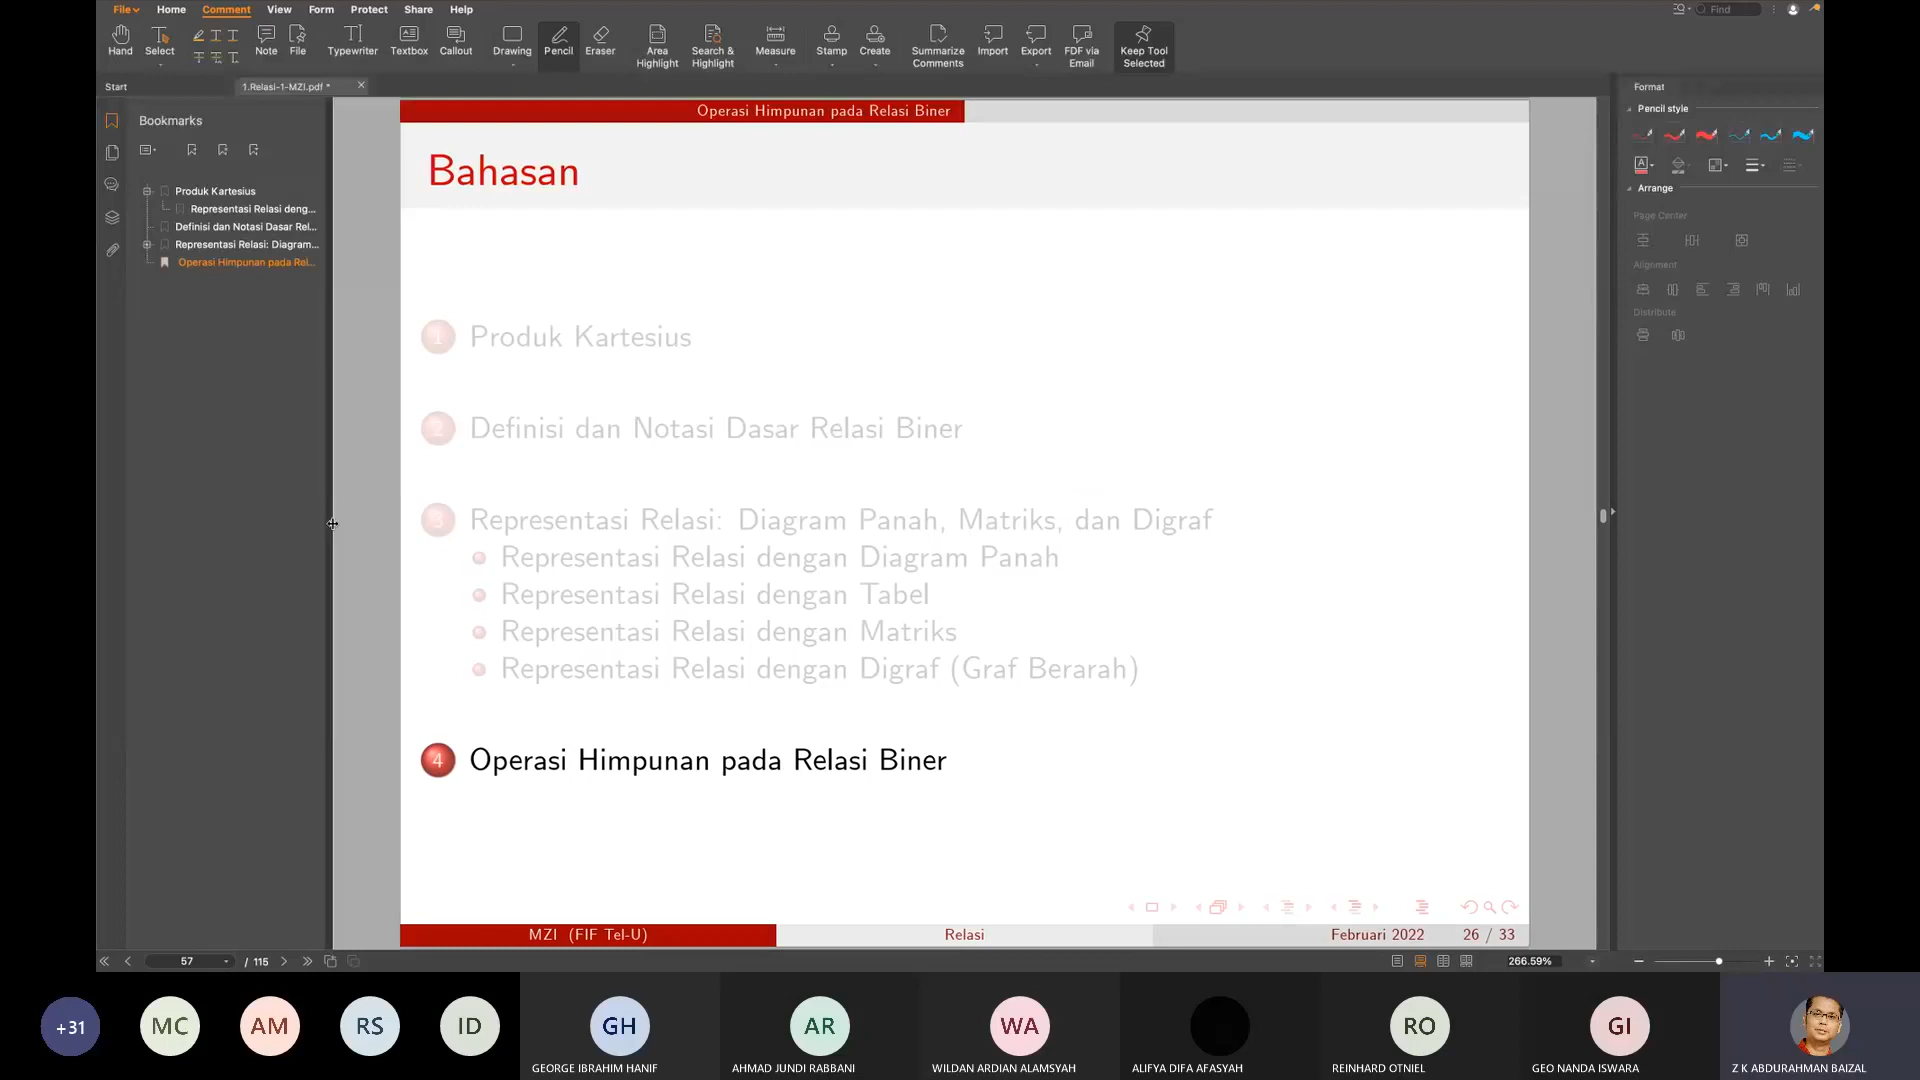 File Home Comment View Form Protect Share Help
Find
Hand Select Note File Typewriter Textbox Callout Drawing Pencil Eraser Area Highlight Search & Highlight Measure Stamp Create Summarize Comments Import Export FDF via Email Keep Tool Selected
Start
1.Relasi-1-MZI.pdf *
Format
Bookmarks
Pencil style
Produk Kartesius
Representasi Relasi deng...
Definisi dan Notasi Dasar Rel...
Representasi Relasi: Diagram...
Operasi Himpunan pada Rel...
Arrange
Page Center
Alignment
Distribute
Operasi Himpunan pada Relasi Biner
Bahasan
1 Produk Kartesius
2 Definisi dan Notasi Dasar Relasi Biner
3 Representasi Relasi: Diagram Panah, Matriks, dan Digraf
Representasi Relasi dengan Diagram Panah
Representasi Relasi dengan Tabel
Representasi Relasi dengan Matriks
Representasi Relasi dengan Digraf (Graf Berarah)
4 Operasi Himpunan pada Relasi Biner
MZI (FIF Tel-U) Relasi Februari 2022 26 / 33
57 / 115 266.59%
+31 MC AM RS ID GH AR WA RO GI
GEORGE IBRAHIM HANIF AHMAD JUNDI RABBANI WILDAN ARDIAN ALAMSYAH ALIFYA DIFA AFASYAH REINHARD OTNIEL GEO NANDA ISWARA Z K ABDURAHMAN BAIZAL